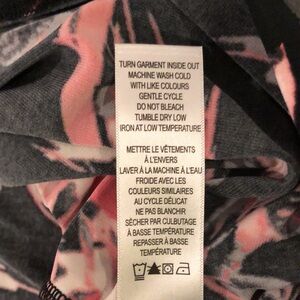 TURN GARMENT INSIDE OUT
MACHINE WASH COLD
WITH LIKE COLOURS
GENTLE CYCLE
DO NOT BLEACH
TUMBLE DRY LOW
IRON AT LOW TEMPERATURE
METTRE LE VÊTEMENTS
À L'ENVERS
LAVER À LA MACHINE À L'EAU
FROIDE AVEC LES
COULEURS SIMILAIRES
AU CYCLE DÉLICAT
NE PAS BLANCHIR
SÉCHER PAR CULBUTAGE
À BASSE TEMPÉRATURE
REPASSER À BASSE
TEMPÉRATURE